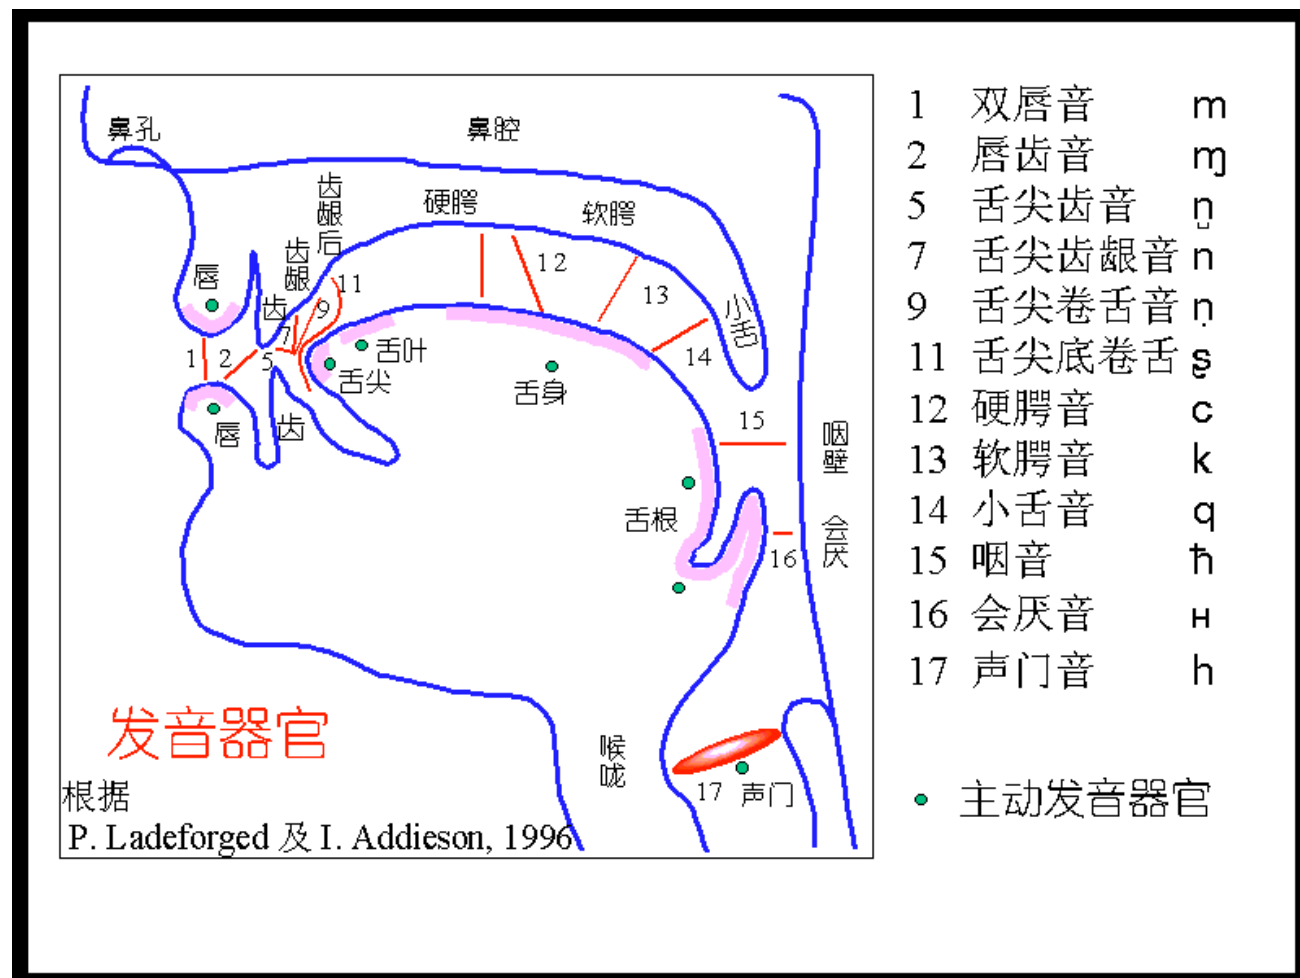 鼻孔
鼻腔
齿龈后
硬腭
软腭
齿龈
唇
齿
11
12
13
小舌
9
7
1
2
5
舌叶
舌尖
14
舌身
唇
齿
15
咽壁
舌根
会厌
16
发音器官
喉咙
17 声门
根据
P. Ladeforged 及 I. Addieson, 1996
1 双唇音 m
2 唇齿音 ɱ
5 舌尖齿音 n̪
7 舌尖齿龈音 n
9 舌尖卷舌音 ṇ
11 舌尖底卷舌 ʂ
12 硬腭音 c
13 软腭音 k
14 小舌音 q
15 咽音 ħ
16 会厌音 ʜ
17 声门音 h
主动发音器官